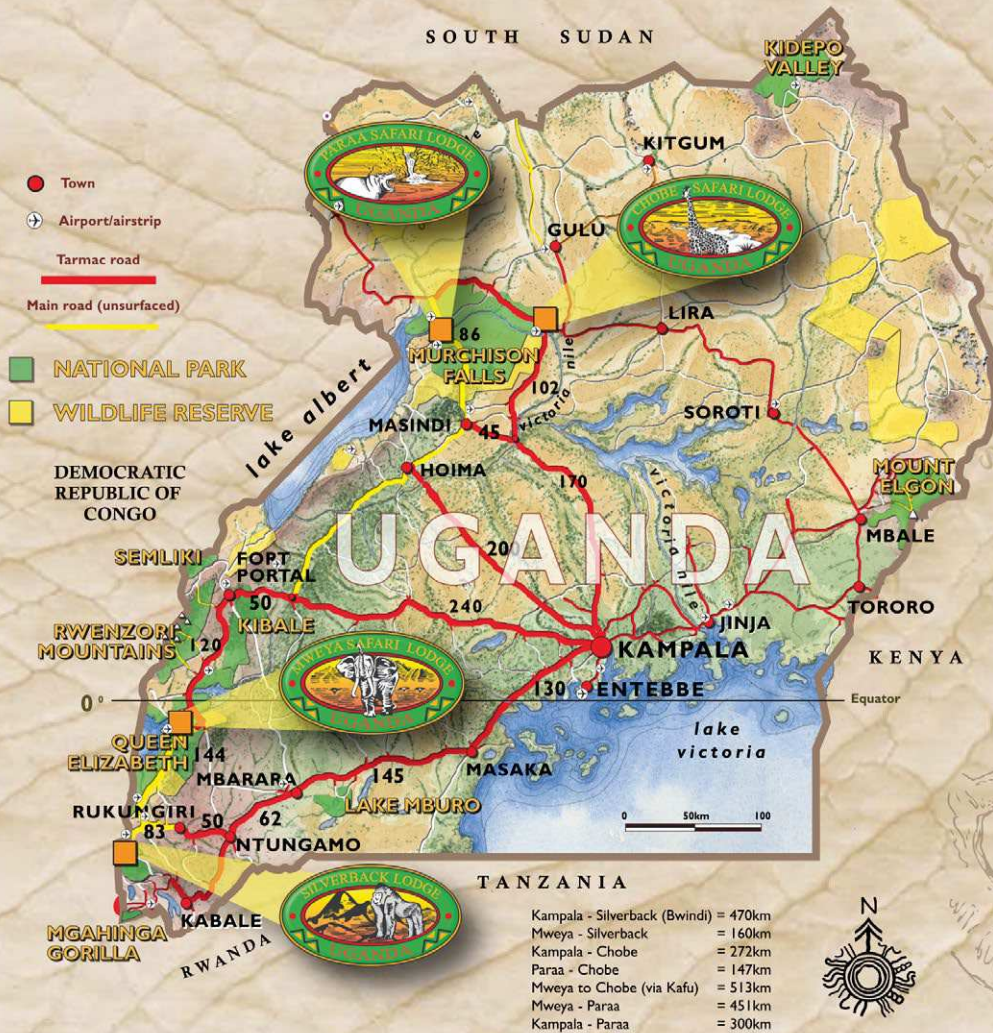 SOUTH SUDAN
KIDEPO
VALLEY
PARAA SAFARI LODGE
UGANDA
KITGUM
CHOBE SAFARI LODGE
UGANDA
Town
Airport/airstrip
Tarmac road
Main road (unsurfaced)
NATIONAL PARK
WILDLIFE RESERVE
GULU
LIRA
86
MURCHISON
FALLS
102
victoria nile
lake albert
MASINDI
45
SOROTI
HOIMA
170
MOUNT
ELGON
DEMOCRATIC
REPUBLIC OF
CONGO
UGANDA
victoria nile
200
MBALE
SEMLIKI
FORT
PORTAL
50
KIBALE
240
TORORO
JINJA
RWENZORI
MOUNTAINS
120
KAMPALA
KENYA
MWEYA SAFARI LODGE
UGANDA
130
ENTEBBE
0°
Equator
QUEEN
ELIZABETH
144
lake
victoria
MBARARA
145
MASAKA
LAKE MBURO
RUKUNGIRI
83
50
62
NTUNGAMO
0 50km 100
SILVERBACK LODGE
UGANDA
TANZANIA
KABALE
MGAHINGA
GORILLA
RWANDA
N
Kampala - Silverback (Bwindi) = 470km
Mweya - Silverback = 160km
Kampala - Chobe = 272km
Paraa - Chobe = 147km
Mweya to Chobe (via Kafu) = 513km
Mweya - Paraa = 451km
Kampala - Paraa = 300km